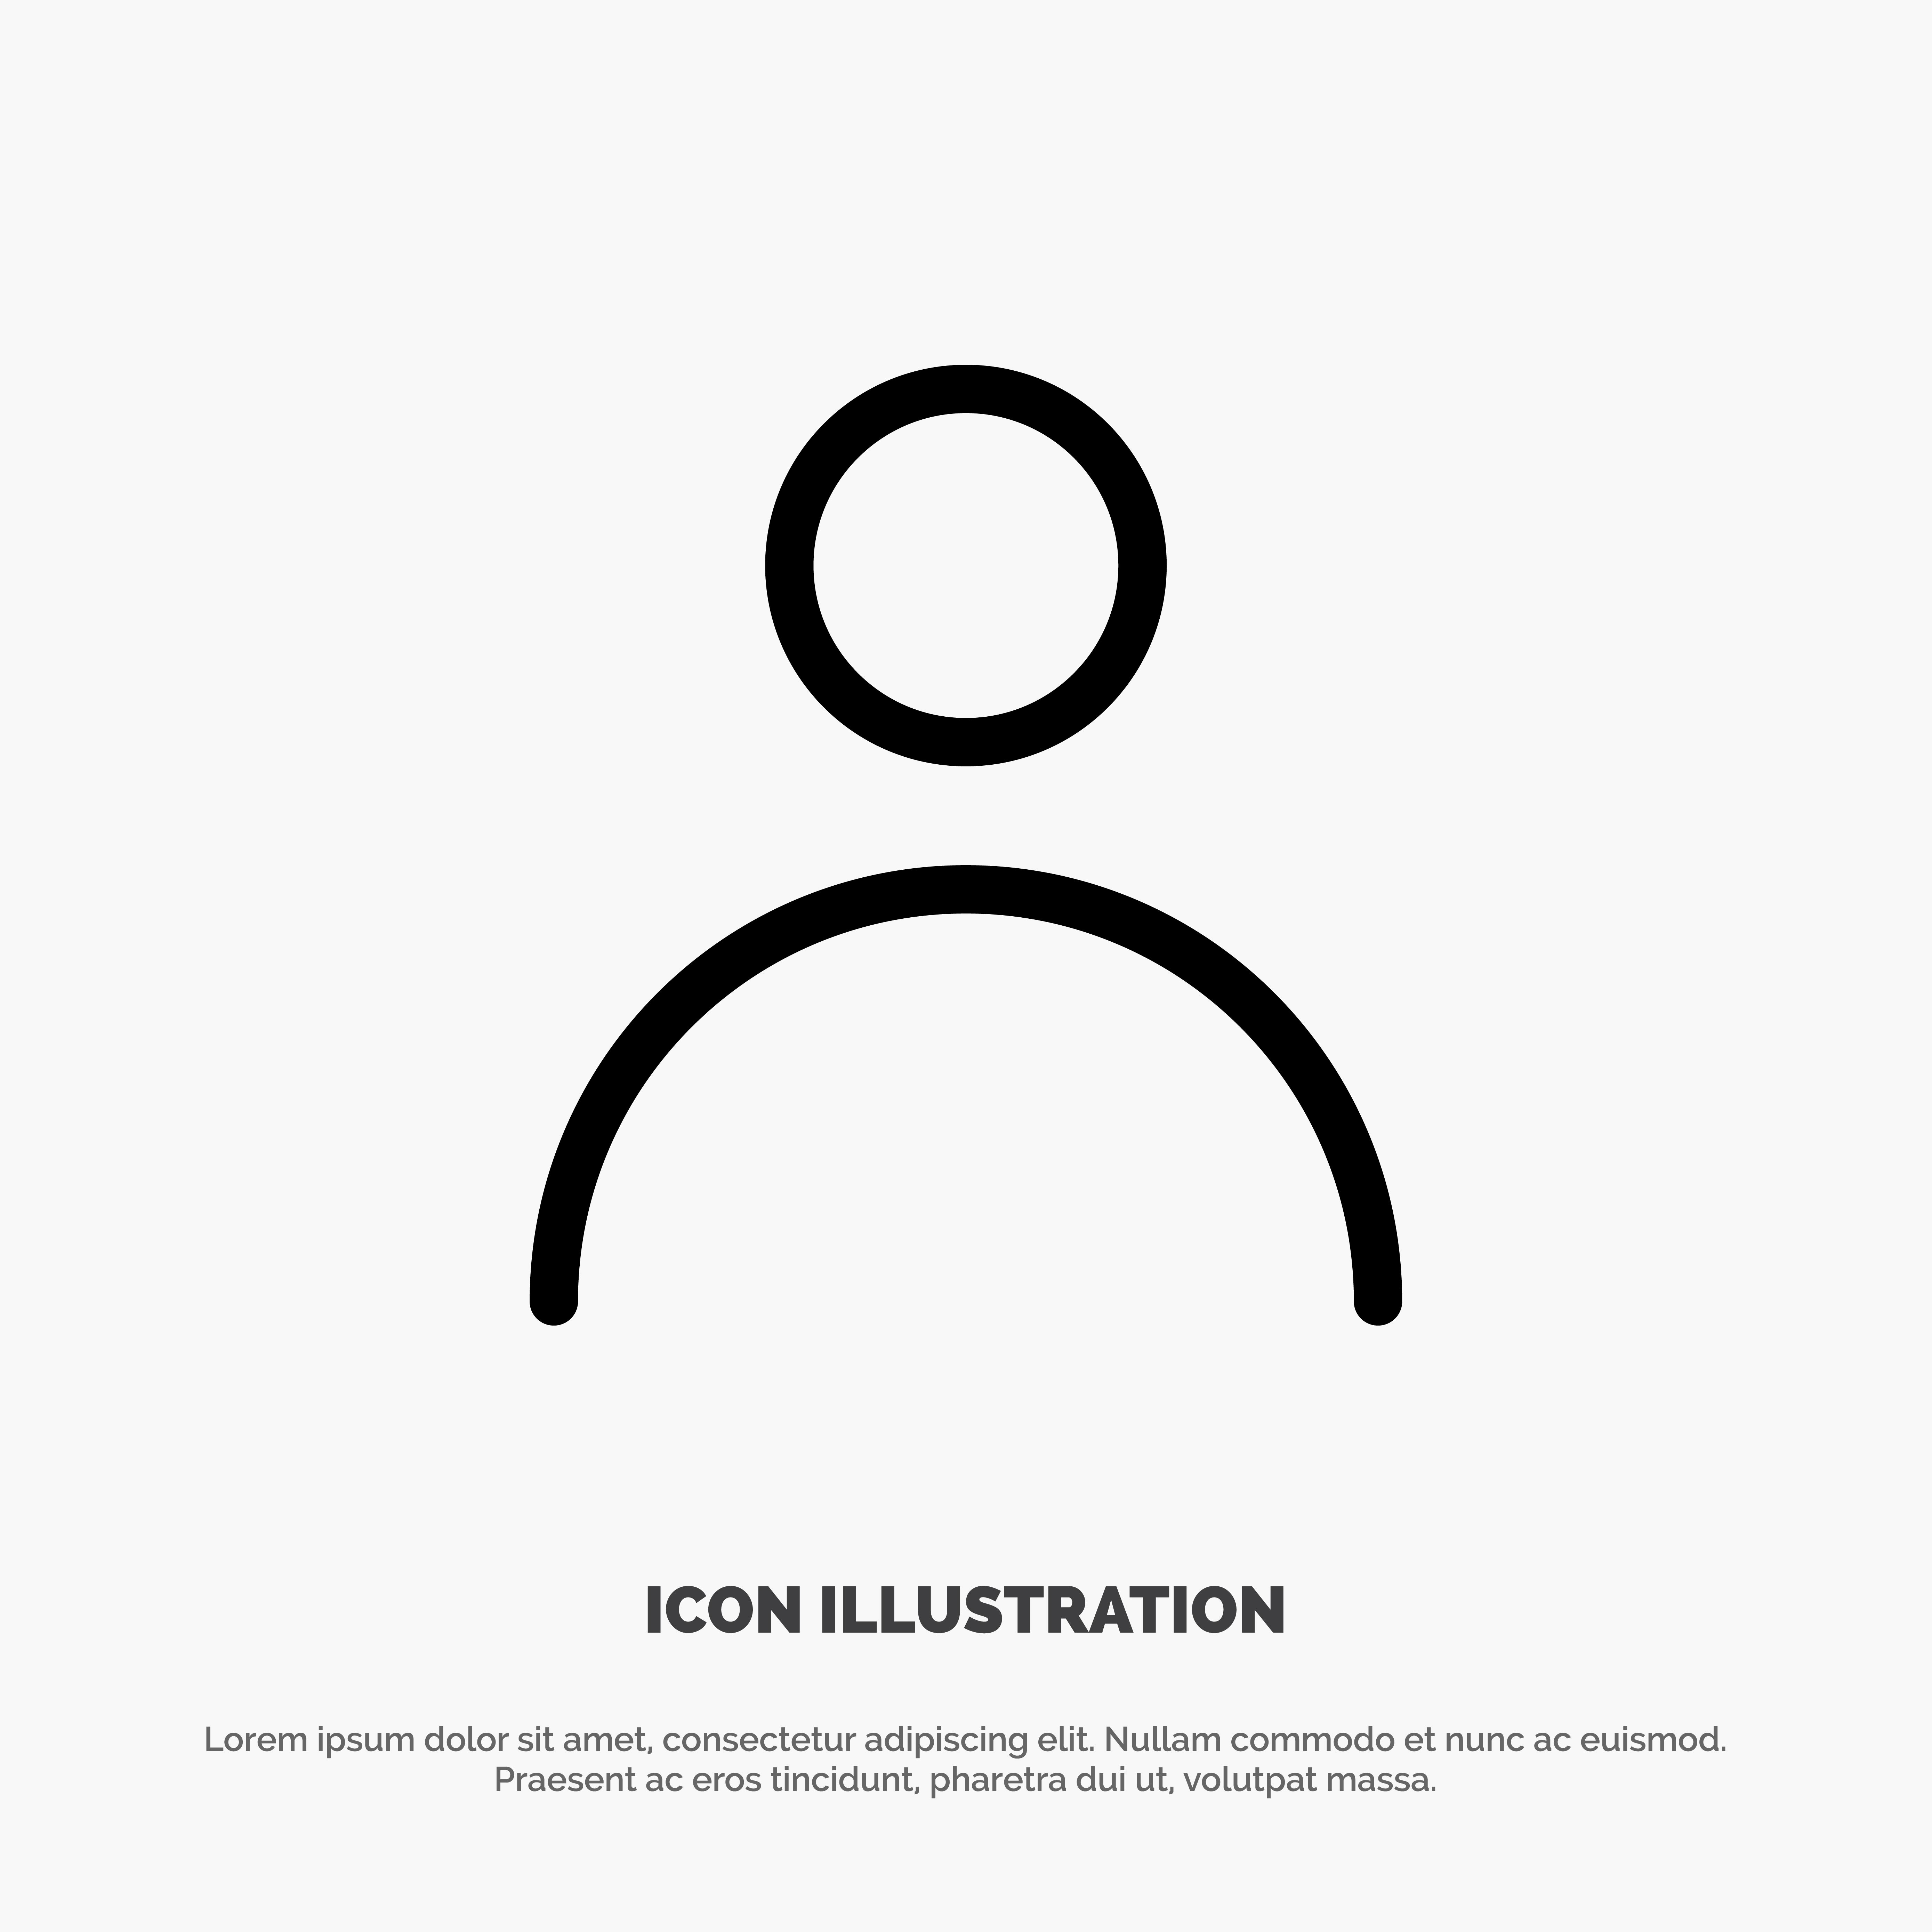 ICON ILLUSTRATION
Lorem ipsum dolor sit amet, consectetur adipiscing elit. Nullam commodo et nunc ac euismod.
Praesent ac eros tincidunt, pharetra dui ut, volutpat massa.